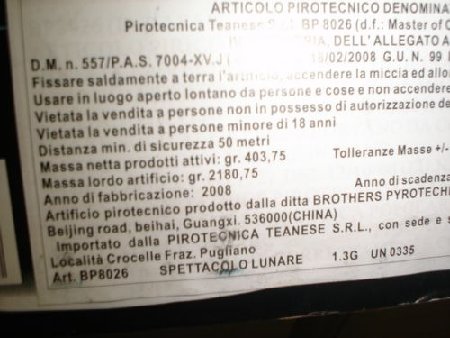 ARTICOLO PIROTECNICO DENOMINA
Pirotecnica Teanese S.r.l. BP 8026 (d.f.: Master of C
DELL'ALLEGATO A
D.M. n. 557/P.A.S. 7004-XV.J 18/02/2008 G.U.N. 99
Fissare saldamente a terra l'artificio, accendere la miccia ed allo
Usare in luogo aperto lontano da persone e cose e non accendere
Vietata la vendita a persone non in possesso di autorizzazione de
Vietata la vendita a persone minore di 18 anni
Distanza min. di sicurezza 50 metri
Massa netta prodotti attivi: gr. 403,75 Tolleranze Masse +/-
Massa lordo artificio: gr. 2180,75
Anno di fabbricazione: 2008 Anno di scadenza
Artificio pirotecnico prodotto dalla ditta BROTHERS PYROTECH
Beijing road, beihai, Guangxi. 536000(CHINA)
Importato dalla PIROTECNICA TEANESE S.R.L., con sede e s
Località Crocelle Fraz. Pugliano
Art. BP8026 SPETTACOLO LUNARE 1.3G UN 0335